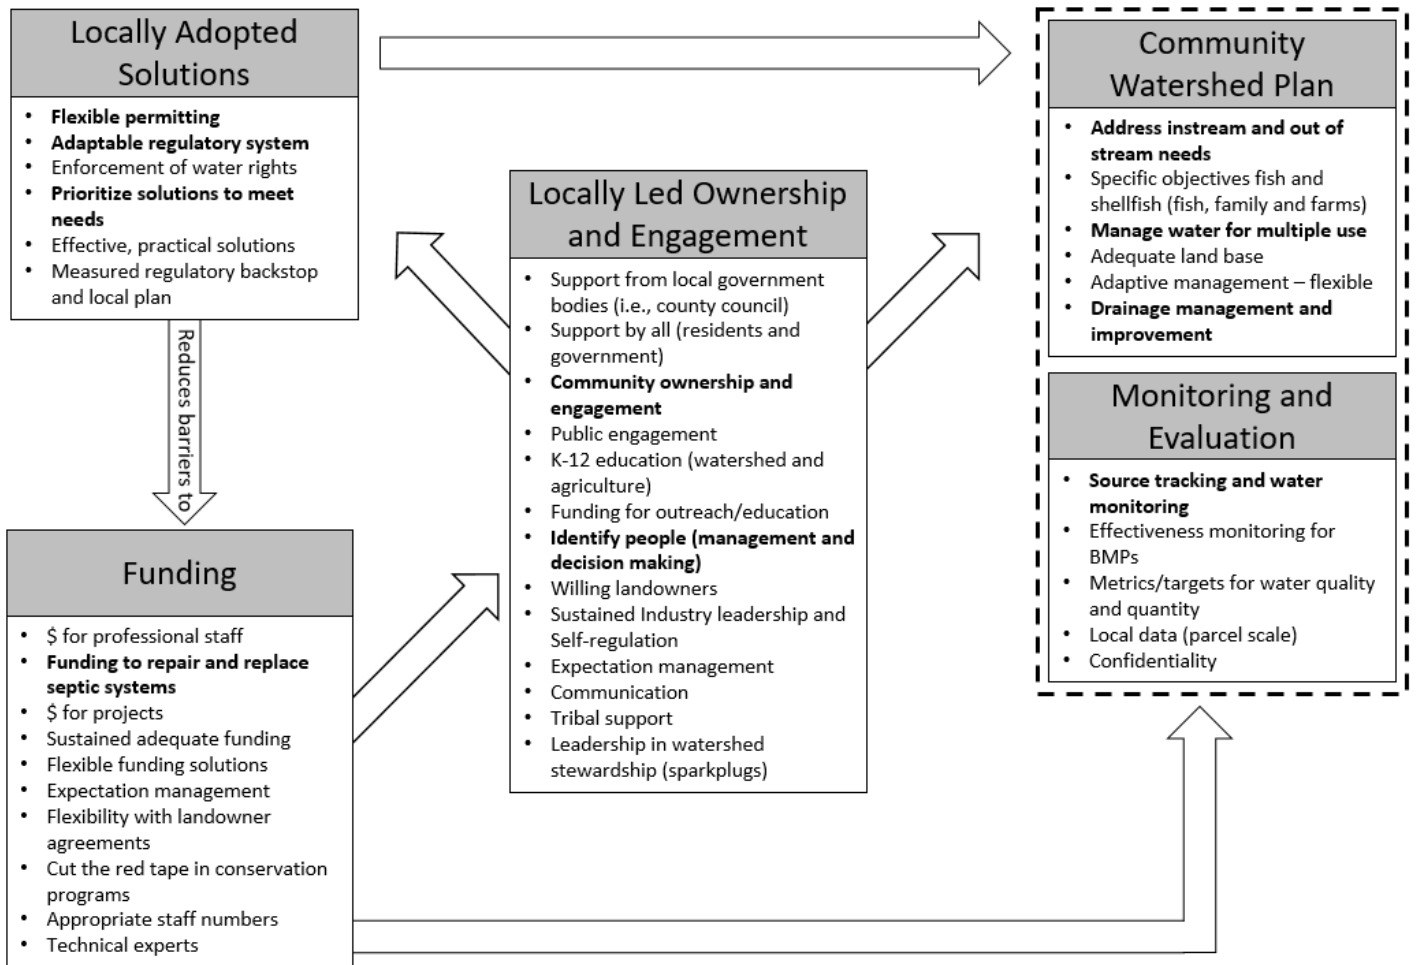 Locally Adopted
Solutions
• Flexible permitting
• Adaptable regulatory system
• Enforcement of water rights
• Prioritize solutions to meet
needs
• Effective, practical solutions
• Measured regulatory backstop
and local plan
Reduces barriers to
Funding
• $ for professional staff
• Funding to repair and replace
septic systems
• $ for projects
• Sustained adequate funding
• Flexible funding solutions
• Expectation management
• Flexibility with landowner
agreements
• Cut the red tape in conservation
programs
• Appropriate staff numbers
• Technical experts
Locally Led Ownership
and Engagement
• Support from local government
bodies (i.e., county council)
• Support by all (residents and
government)
• Community ownership and
engagement
• Public engagement
• K-12 education (watershed and
agriculture)
• Funding for outreach/education
• Identify people (management and
decision making)
• Willing landowners
• Sustained Industry leadership and
Self-regulation
• Expectation management
• Communication
• Tribal support
• Leadership in watershed
stewardship (sparkplugs)
Community
Watershed Plan
• Address instream and out of
stream needs
• Specific objectives fish and
shellfish (fish, family and farms)
• Manage water for multiple use
• Adequate land base
• Adaptive management – flexible
• Drainage management and
improvement
Monitoring and
Evaluation
• Source tracking and water
monitoring
• Effectiveness monitoring for
BMPs
• Metrics/targets for water quality
and quantity
• Local data (parcel scale)
• Confidentiality